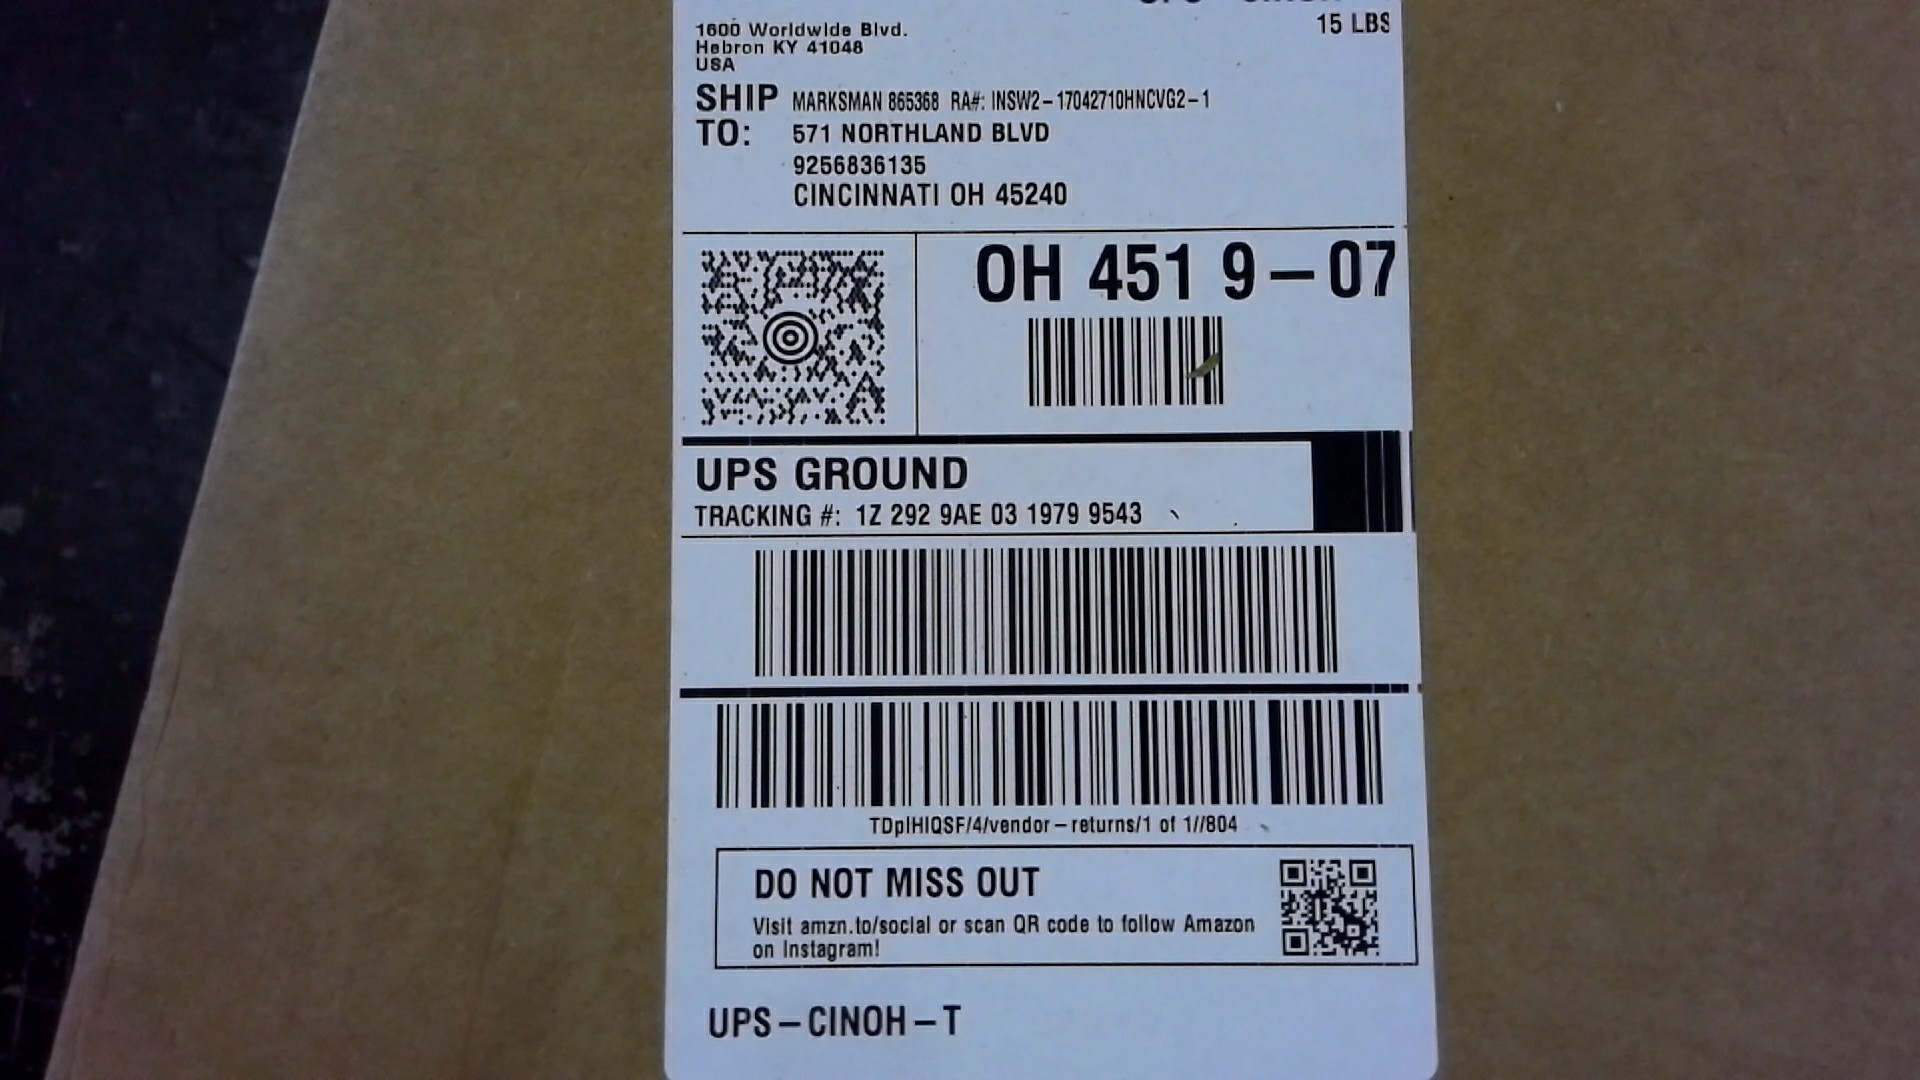 15 LBS
1600 Worldwide Blvd.
Hebron KY 41048
USA
SHIP TO: MARKSMAN 865368 RA#: INSW2-17042710HNCVG2-1
571 NORTHLAND BLVD
9256836135
CINCINNATI OH 45240
OH 451 9-07
UPS GROUND
TRACKING #: 1Z 292 9AE 03 1979 9543
TDplHIQSF/4/vendor-returns/1 of 1//804
DO NOT MISS OUT
Visit amzn.to/social or scan QR code to follow Amazon
on Instagram!
UPS-CINOH-T